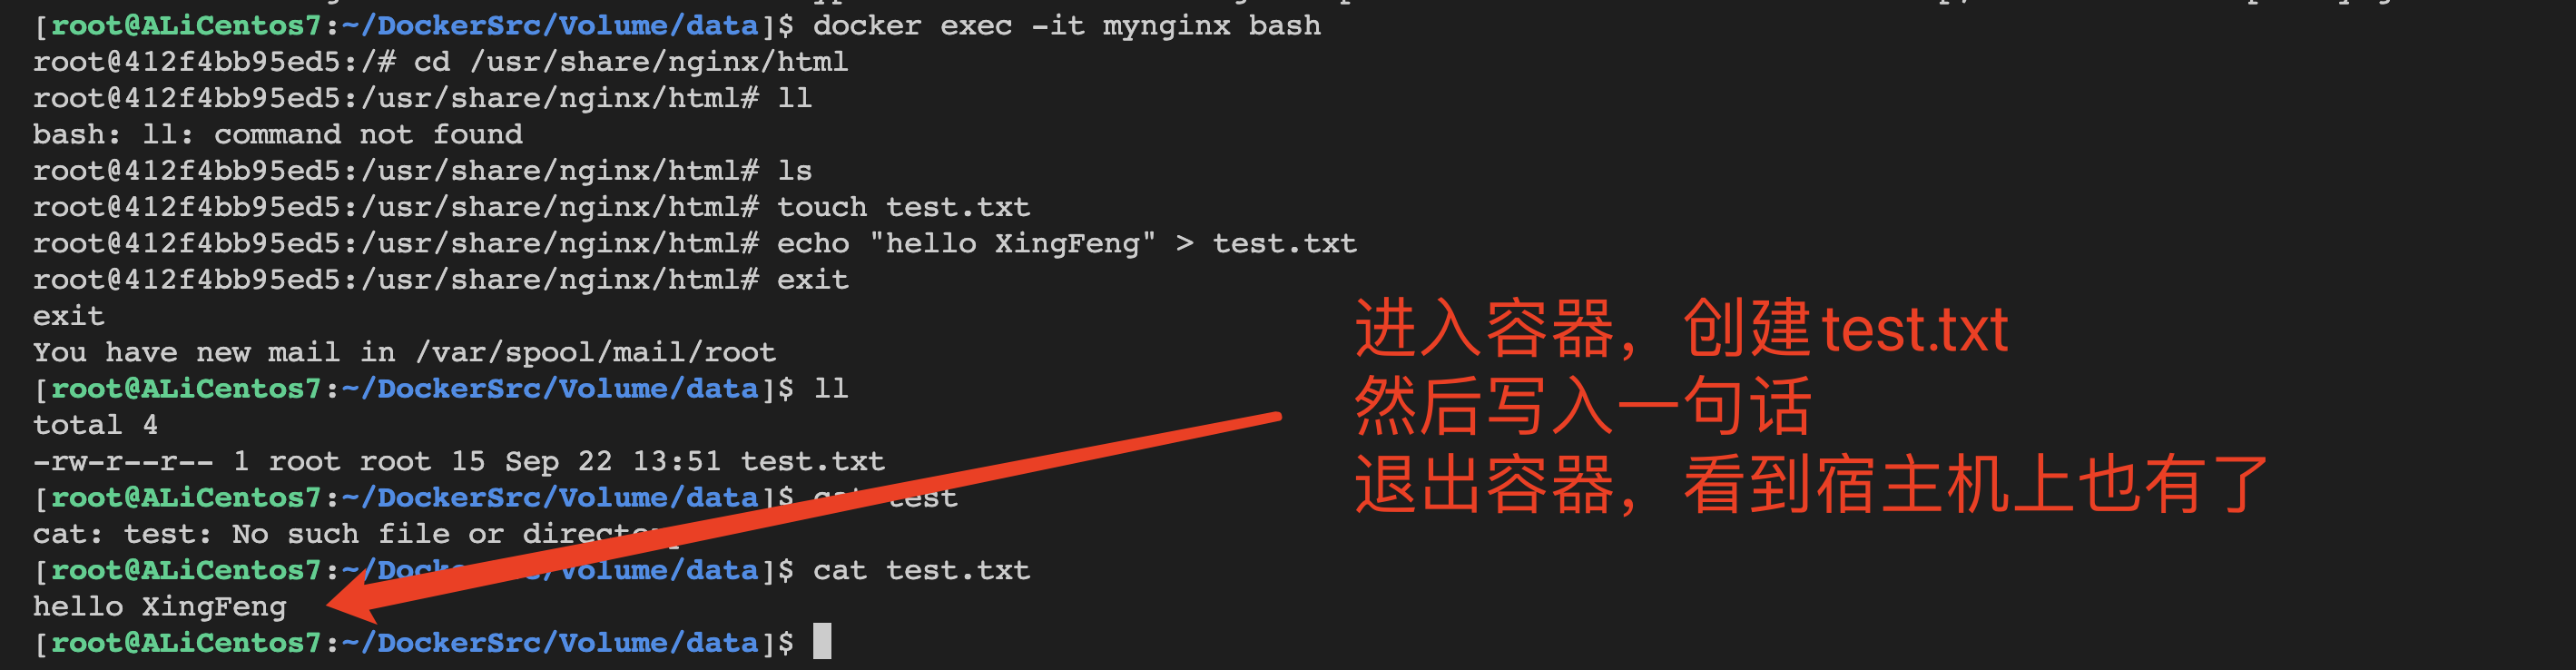 [root@ALiCentos7:~/DockerSrc/Volume/data]$ docker exec -it mynginx bash
root@412f4bb95ed5:/# cd /usr/share/nginx/html
root@412f4bb95ed5:/usr/share/nginx/html# ll
bash: ll: command not found
root@412f4bb95ed5:/usr/share/nginx/html# ls
root@412f4bb95ed5:/usr/share/nginx/html# touch test.txt
root@412f4bb95ed5:/usr/share/nginx/html# echo "hello XingFeng" > test.txt
root@412f4bb95ed5:/usr/share/nginx/html# exit
exit
You have new mail in /var/spool/mail/root
[root@ALiCentos7:~/DockerSrc/Volume/data]$ ll
total 4
-rw-r--r-- 1 root root 15 Sep 22 13:51 test.txt
[root@ALiCentos7:~/DockerSrc/Volume/data]$ cat test
cat: test: No such file or directory
[root@ALiCentos7:~/DockerSrc/Volume/data]$ cat test.txt
hello XingFeng
[root@ALiCentos7:~/DockerSrc/Volume/data]$
进入容器，创建test.txt
然后写入一句话
退出容器，看到宿主机上也有了